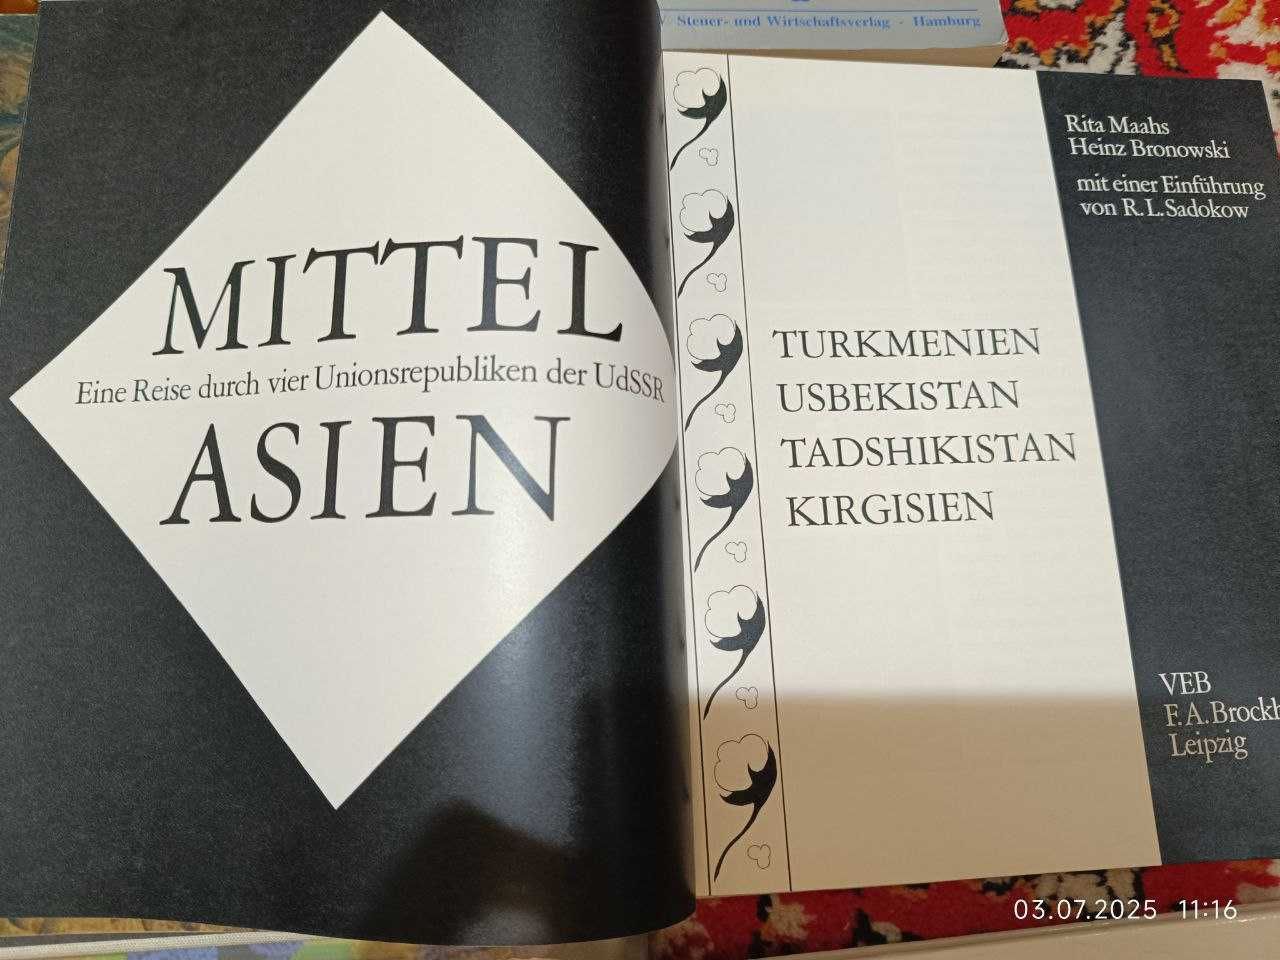 Steuer- und Wirtschaftsverlag - Hamburg
MITTEL
Eine Reise durch vier Unionsrepubliken der UdSSR
ASIEN
TURKMENIEN
USBEKISTAN
TADSHIKISTAN
KIRGISIEN
Rita Maahs
Heinz Bronowski
mit einer Einführung
von R. L. Sadokow
VEB
F. A. Brockh
Leipzig
03.07.2025 11:16